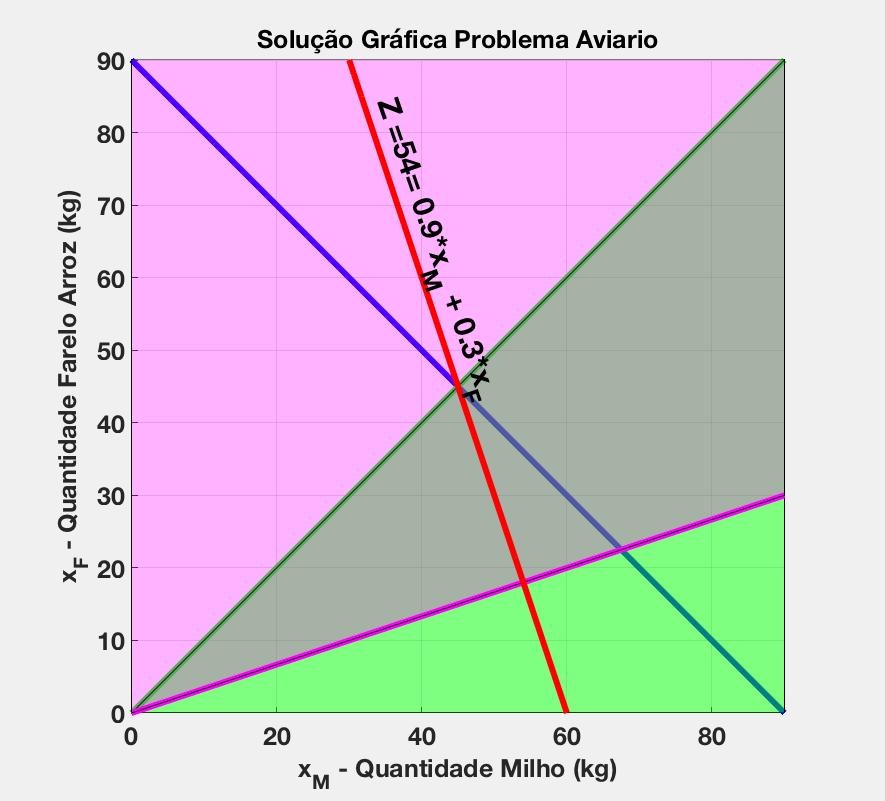 Solução Gráfica Problema Aviario
90
80
70
60
50
40
30
20
10
0
x_F - Quantidade Farelo Arroz (kg)
Z =54= 0.9*x_M + 0.3*x_F
0 20 40 60 80
x_M - Quantidade Milho (kg)